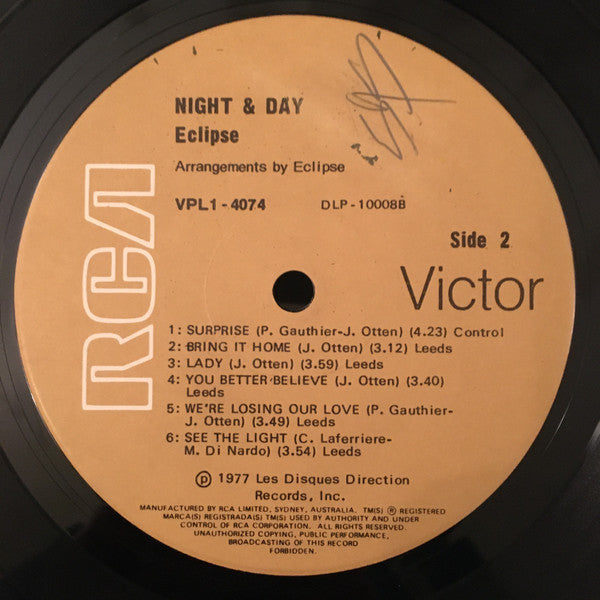 NIGHT & DAY
Eclipse
Arrangements by Eclipse
VPL1-4074 DLP-10008B
Side 2
RCA
Victor
1: SURPRISE (P. Gauthier-J. Otten) (4.23) Control
2: BRING IT HOME (J. Otten) (3.12) Leeds
3: LADY (J. Otten) (3.59) Leeds
4: YOU BETTER BELIEVE (J. Otten) (3.40)
Leeds
5: WE'RE LOSING OUR LOVE (P. Gauthier-
J. Otten) (3.49) Leeds
6: SEE THE LIGHT (C. Laferriere-
M. Di Nardo) (3.54) Leeds
Ⓟ 1977 Les Disques Direction
Records, Inc.
MANUFACTURED BY RCA LIMITED, SYDNEY, AUSTRALIA. TM(S) ® REGISTERED
MARCA(S) REGISTRADA(S) TM(S) USED BY AUTHORITY AND UNDER
CONTROL OF RCA CORPORATION. ALL RIGHTS RESERVED.
UNAUTHORIZED COPYING, PUBLIC PERFORMANCE,
BROADCASTING OF THIS RECORD
FORBIDDEN.